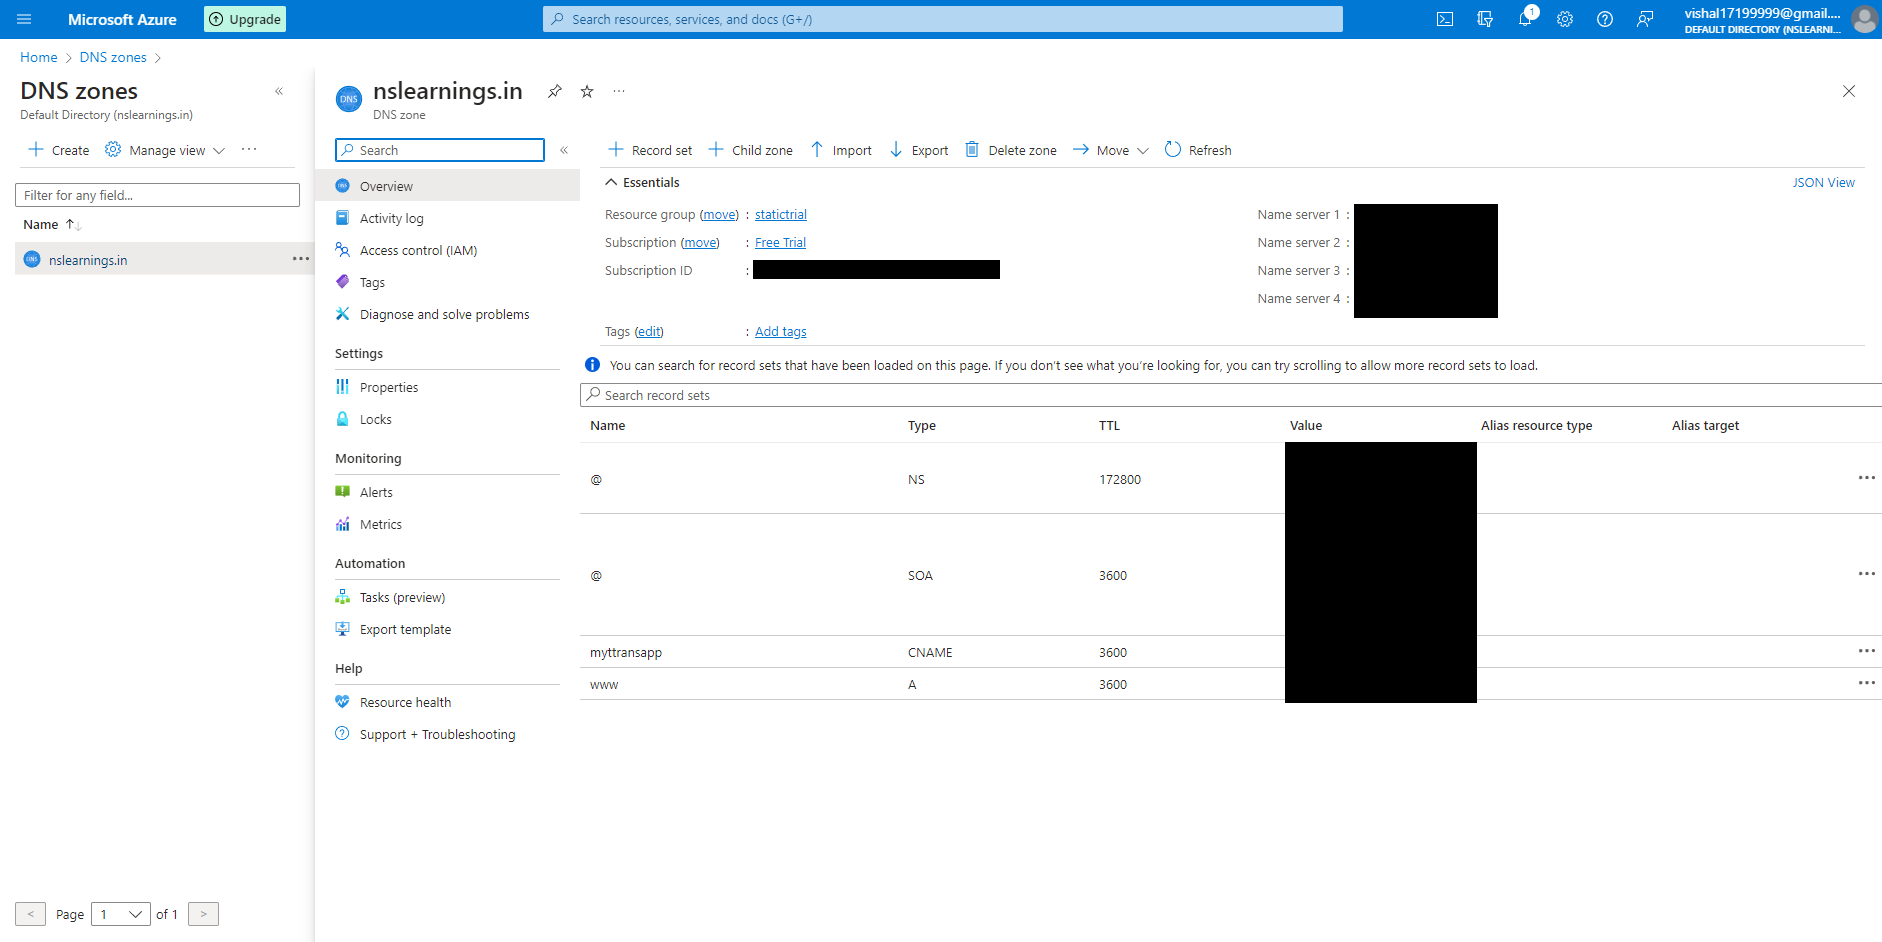 Microsoft Azure
Upgrade
Search resources, services, and docs (G+/)
1
vishal17199999@gmail....
DEFAULT DIRECTORY (NSLEARNI...
Home > DNS zones >
DNS zones
Default Directory (nslearnings.in)
Create
Manage view
Filter for any field...
Name
DNS nslearnings.in
Page 1 of 1
DNS
nslearnings.in
DNS zone
Search
Overview
Activity log
Access control (IAM)
Tags
Diagnose and solve problems
Settings
Properties
Locks
Monitoring
Alerts
Metrics
Automation
Tasks (preview)
Export template
Help
Resource health
Support + Troubleshooting
Record set Child zone Import Export Delete zone Move Refresh
Essentials
JSON View
Resource group (move) : statictrial
Subscription (move) : Free Trial
Subscription ID :
Tags (edit) : Add tags
Name server 1 :
Name server 2 :
Name server 3 :
Name server 4 :
You can search for record sets that have been loaded on this page. If you don't see what you're looking for, you can try scrolling to allow more record sets to load.
Search record sets
Name Type TTL Value Alias resource type Alias target
@ NS 172800
@ SOA 3600
myttransapp CNAME 3600
www A 3600